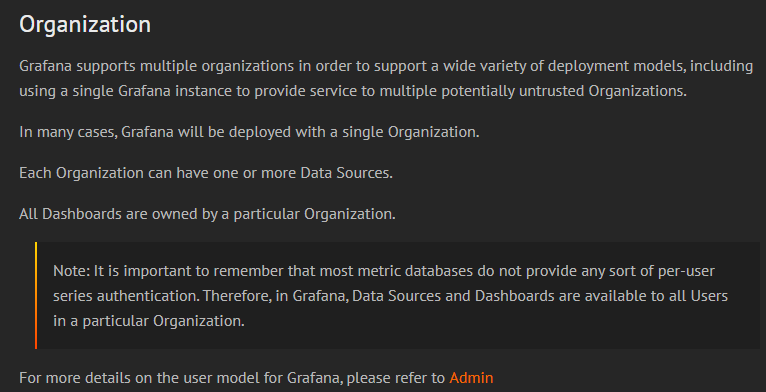 Organization
Grafana supports multiple organizations in order to support a wide variety of deployment models, including
using a single Grafana instance to provide service to multiple potentially untrusted Organizations.
In many cases, Grafana will be deployed with a single Organization.
Each Organization can have one or more Data Sources.
All Dashboards are owned by a particular Organization.
Note: It is important to remember that most metric databases do not provide any sort of per-user
series authentication. Therefore, in Grafana, Data Sources and Dashboards are available to all Users
in a particular Organization.
For more details on the user model for Grafana, please refer to Admin